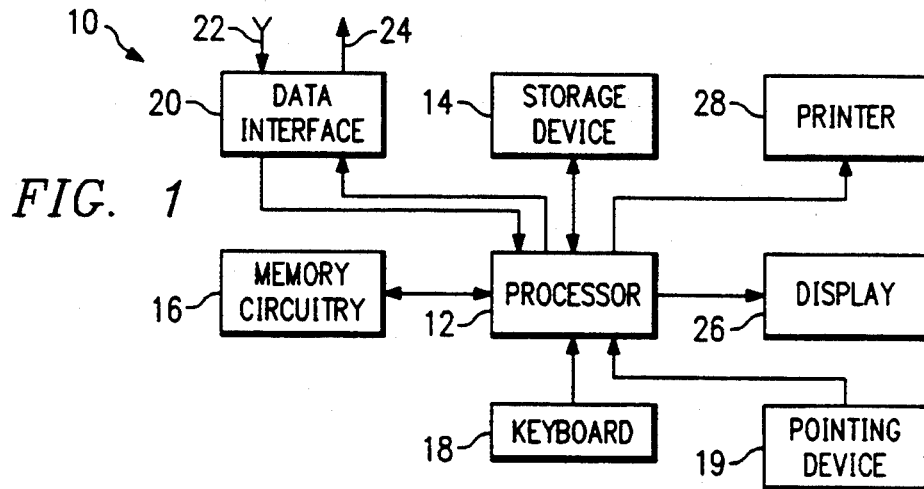 10
22
24
20
DATA
INTERFACE
14
STORAGE
DEVICE
28
PRINTER
FIG. 1
16
MEMORY
CIRCUITRY
12
PROCESSOR
26
DISPLAY
18
KEYBOARD
19
POINTING
DEVICE